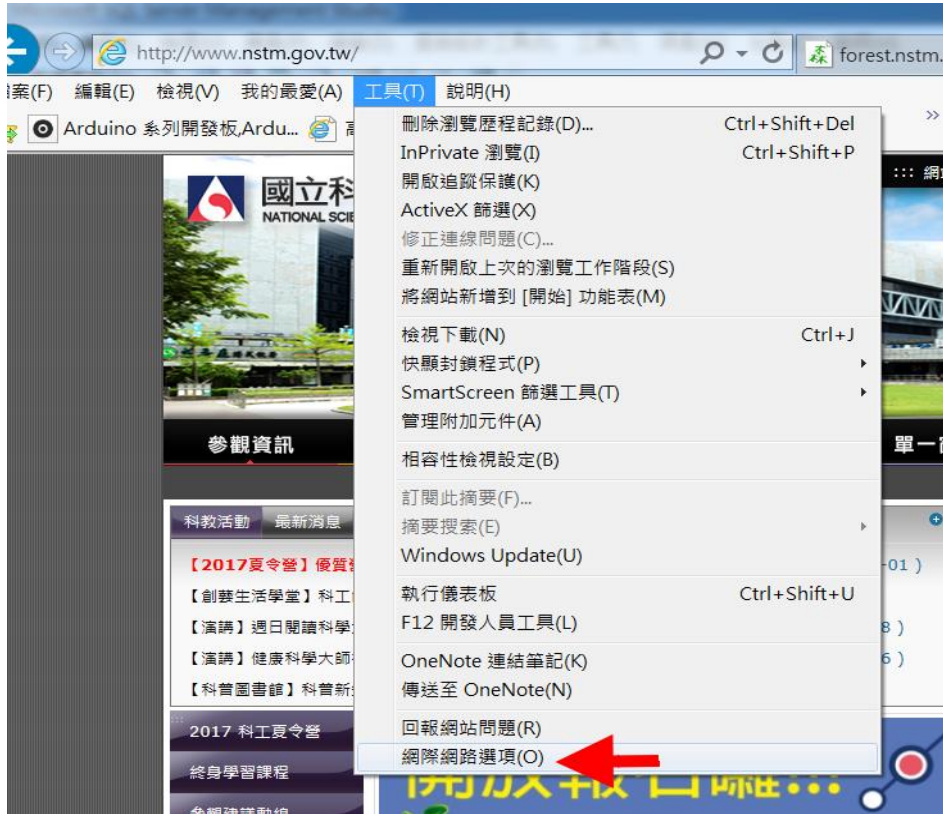 http://www.nstm.gov.tw/
forest.nstm.
案(F) 編輯(E) 檢視(V) 我的最愛(A) 工具(T) 說明(H)
Arduino 系列開發板,Ardu...
刪除瀏覽歷程記錄(D)... Ctrl+Shift+Del
InPrivate 瀏覽(I) Ctrl+Shift+P
開啟追蹤保護(K)
ActiveX 篩選(X)
修正連線問題(C)...
重新開啟上次的瀏覽工作階段(S)
將網站新增到 [開始] 功能表(M)
檢視下載(N) Ctrl+J
快顯封鎖程式(P)
SmartScreen 篩選工具(T)
管理附加元件(A)
相容性檢視設定(B)
訂閱此摘要(F)...
摘要搜索(E)
Windows Update(U)
執行儀表板 Ctrl+Shift+U
F12 開發人員工具(L)
OneNote 連結筆記(K)
傳送至 OneNote(N)
回報網站問題(R)
網際網路選項(O)
國立科
NATIONAL SCIE
::: 網
參觀資訊
單一
科教活動 最新消息
【2017夏令營】優質
-01 )
【創藝生活學堂】科工
【演講】週日閱讀科學
8 )
【演講】健康科學大師
6 )
【科普圖書館】科普新
2017 科工夏令營
終身學習課程
參觀建議動線